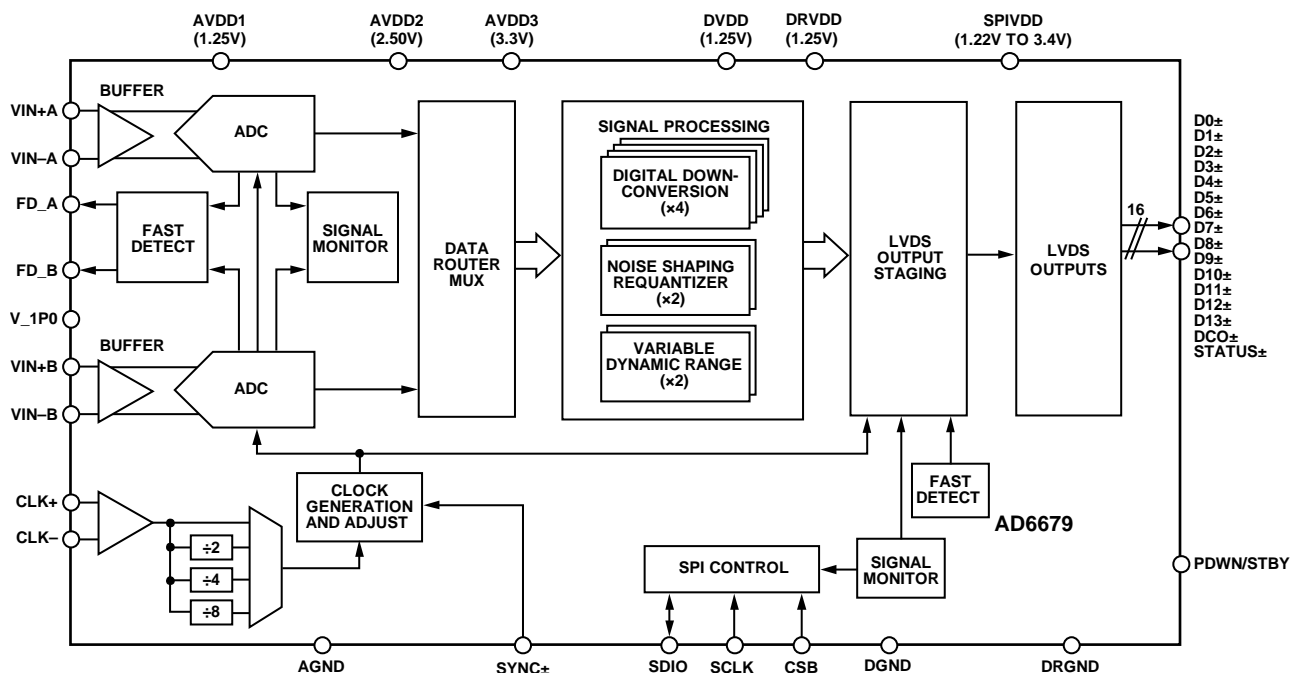 AVDD1
(1.25V)
AVDD2
(2.50V)
AVDD3
(3.3V)
DVDD
(1.25V)
DRVDD
(1.25V)
SPIVDD
(1.22V TO 3.4V)
BUFFER
VIN+A
VIN–A
ADC
FD_A
FD_B
FAST
DETECT
SIGNAL
MONITOR
V_1P0
BUFFER
VIN+B
VIN–B
ADC
DATA
ROUTER
MUX
SIGNAL PROCESSING
DIGITAL DOWN-
CONVERSION
(×4)
NOISE SHAPING
REQUANTIZER
(×2)
VARIABLE
DYNAMIC RANGE
(×2)
LVDS
OUTPUT
STAGING
LVDS
OUTPUTS
16
D0±
D1±
D2±
D3±
D4±
D5±
D6±
D7±
D8±
D9±
D10±
D11±
D12±
D13±
DCO±
STATUS±
CLK+
CLK–
÷2
÷4
÷8
CLOCK
GENERATION
AND ADJUST
FAST
DETECT
AD6679
SPI CONTROL
SIGNAL
MONITOR
PDWN/STBY
AGND
SYNC±
SDIO
SCLK
CSB
DGND
DRGND